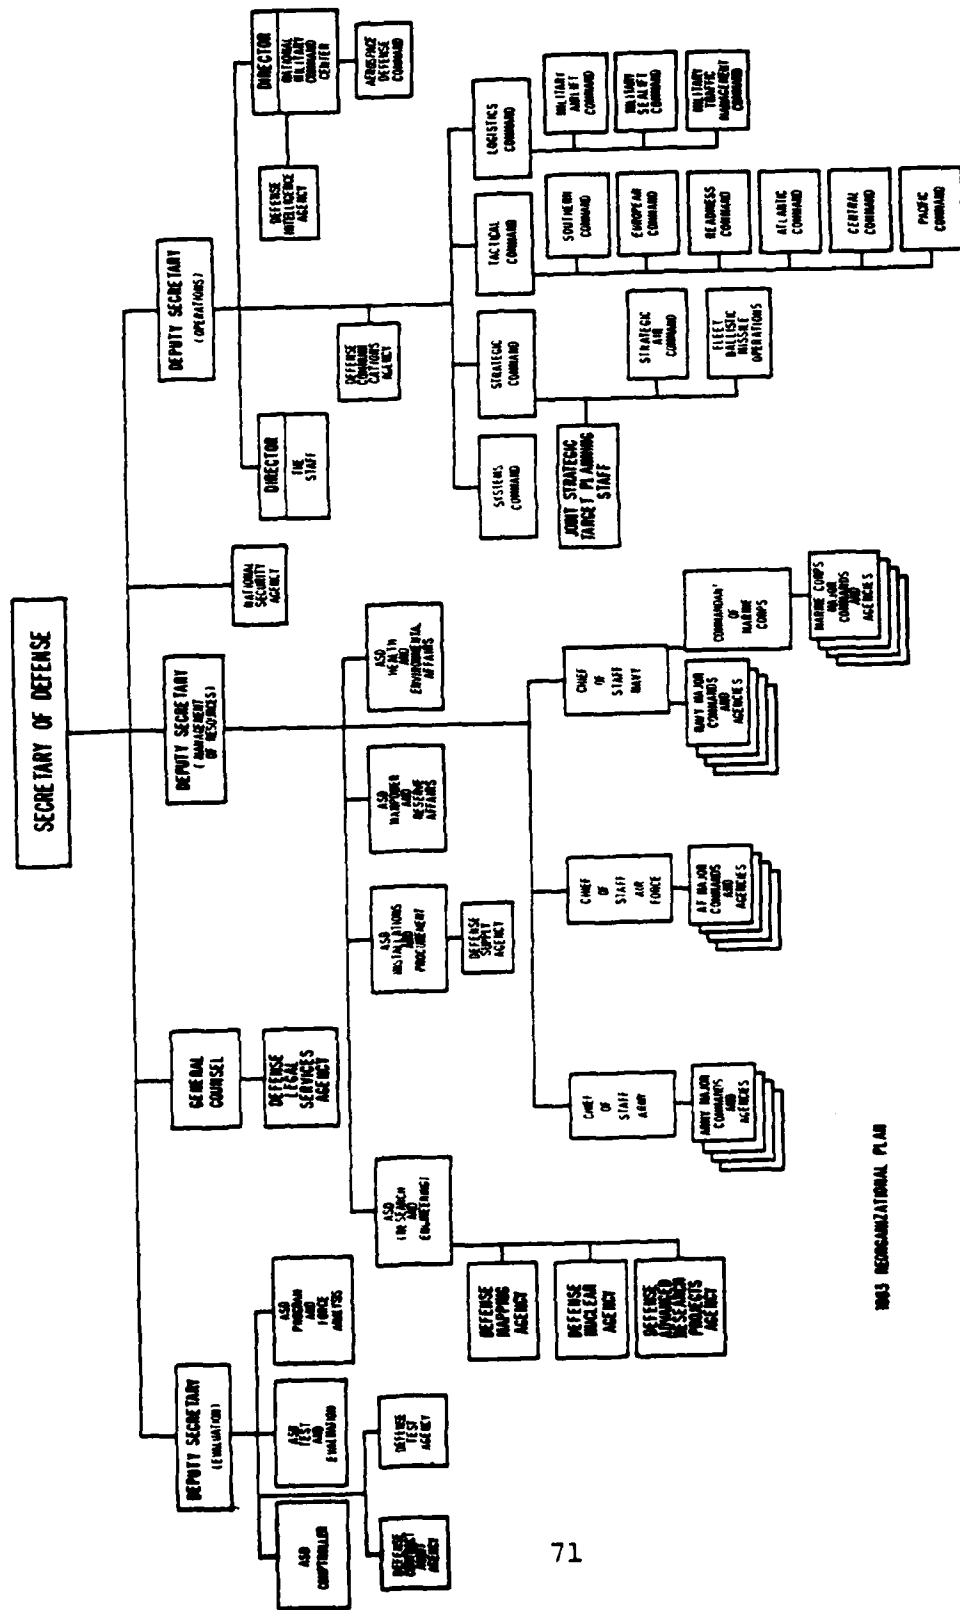 SECRETARY OF DEFENSE
DEPUTY SECRETARY
(EVALUATION)
GENERAL
COUNSEL
DEPUTY SECRETARY
(MANAGEMENT
OF RESOURCES)
NATIONAL
SECURITY
AGENCY
DEPUTY SECRETARY
(OPERATIONS)
ASD
COMPTROLLER
ASD
TEST
AND
EVALUATION
ASD
PROGRAM
AND
FORCE
ANALYSIS
DEFENSE
CONTRACT
AUDIT
AGENCY
DEFENSE
TEST
AGENCY
DEFENSE
LEGAL
SERVICES
AGENCY
ASD
(RESEARCH
AND
ENGINEERING)
ASD
INSTALLATIONS
AND
PROCUREMENT
ASD
MANPOWER
AND
RESERVE
AFFAIRS
ASD
HEALTH
AND
ENVIRONMENTAL
AFFAIRS
DEFENSE
MAPPING
AGENCY
DEFENSE
NUCLEAR
AGENCY
DEFENSE
ADVANCED
RESEARCH
PROJECTS
AGENCY
DEFENSE
SUPPLY
AGENCY
CHIEF
OF
STAFF
ARMY
CHIEF
OF
STAFF AIR
FORCE
CHIEF
OF
STAFF
NAVY
COMMANDAN'
OF
MARINE
CORPS
ARMY MAJOR
COMMANDS
AND
AGENCIES
AF MAJOR
COMMANDS
AND
AGENCIES
NAVY MAJOR
COMMANDS
AND
AGENCIES
MARINE CORPS
MAJOR
COMMANDS
AND
AGENCIES
DIRECTOR
THE
STAFF
DIRECTOR
NATIONAL
MILITARY
COMMAND
CENTER
DEFENSE
INTELLIGENCE
AGENCY
AEROSPACE
DEFENSE
COMMAND
DEFENSE
COMMUNI
CATIONS
AGENCY
SYSTEMS
COMMAND
STRATEGIC
COMMAND
TACTICAL
COMMAND
LOGISTICS
COMMAND
JOINT STRATEGIC
TARGET PLANNING
STAFF
STRATEGIC
AIR
COMMAND
FLEET
BALLISTIC
MISSILE
OPERATIONS
SOUTHERN
COMMAND
EUROPEAN
COMMAND
READNESS
COMMAND
ATLANTIC
COMMAND
CENTRAL
COMMAND
PACIFIC
COMMAND
MILITARY
AIRLIFT
COMMAND
MILITARY
SEALIFT
COMMAND
MILITARY
TRAFFIC
MANAGEMENT
COMMAND
REORGANIZATIONAL PLAN
71